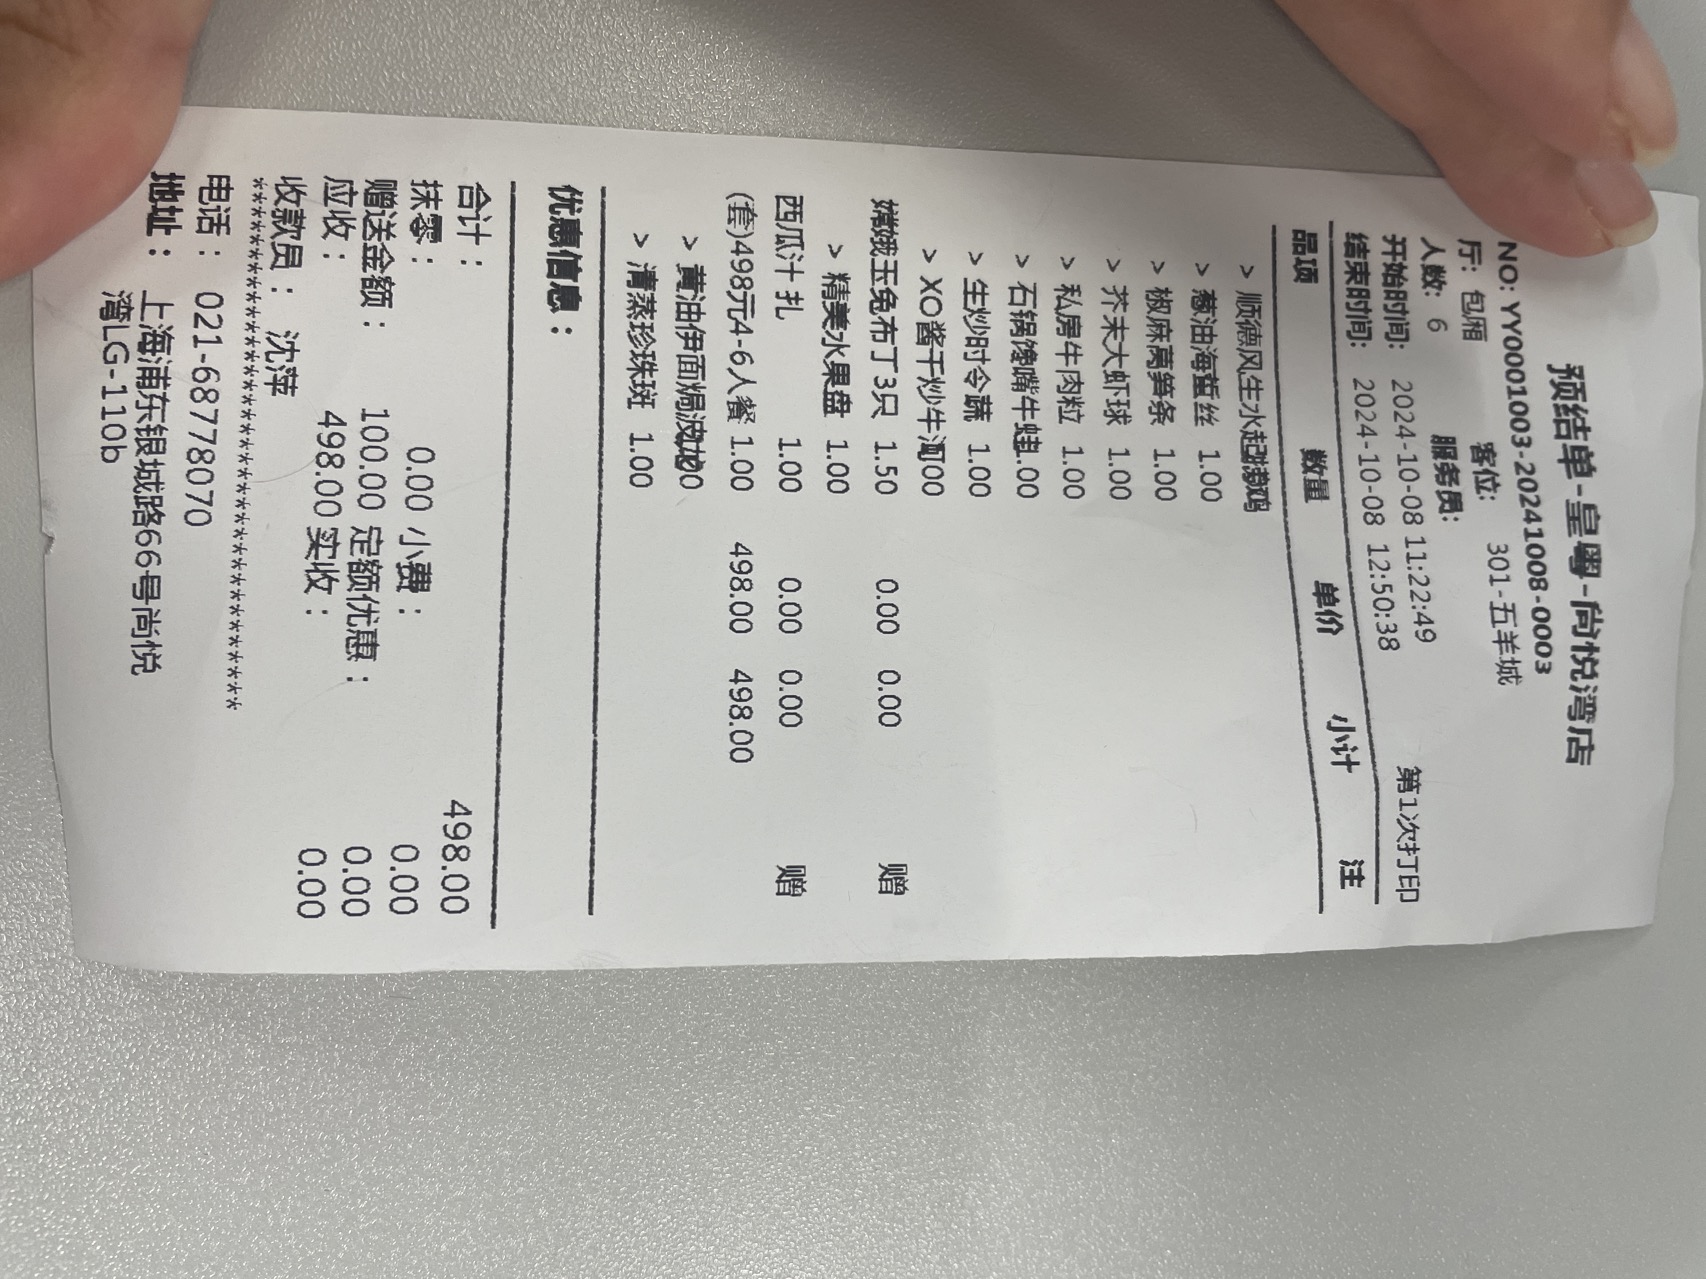 预结单-皇粤-尚悦湾店
NO: YY0001003-20241008-0003
厅: 包厢 客位: 301-五羊城
人数: 6 服务员:
开始时间: 2024-10-08 11:22:49
结束时间: 2024-10-08 12:50:38 第1次打印
品项 数量 单价 小计 注
> 顺德风生水起捞鸡
> 葱油海蜇丝 1.00
> 椒麻莴笋条 1.00
> 芥末大虾球 1.00
> 私房牛肉粒 1.00
> 石锅馋嘴牛蛙1.00
> 生炒时令蔬 1.00
> XO酱干炒牛河.00
嫦娥玉兔布丁3只 1.50 0.00 0.00 赠
> 精美水果盘 1.00
西瓜汁 扎 1.00 0.00 0.00 赠
(套)498元4-6人餐 1.00 498.00 498.00
> 黄油伊面焗波龙
> 清蒸珍珠斑 1.00
优惠信息：
合计： 498.00
抹零： 0.00 小费： 0.00
赠送金额： 100.00 定额优惠： 0.00
应收： 498.00 实收： 0.00
收款员： 沈萍
电话： 021-68778070
地址： 上海浦东银城路66号尚悦
湾LG-110b